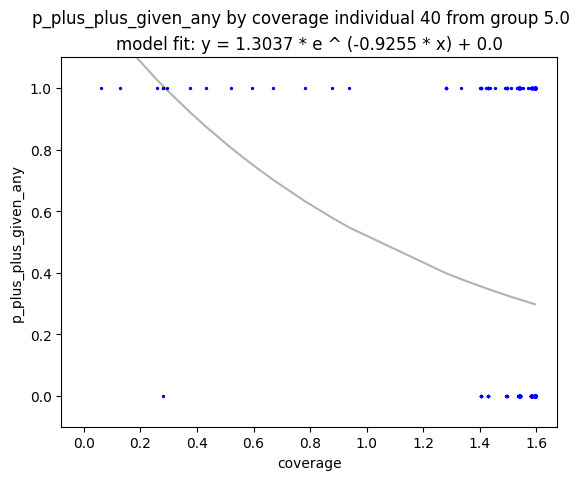 p_plus_plus_given_any by coverage individual 40 from group 5.0
model fit: y = 1.3037 * e ^ (-0.9255 * x) + 0.0
p_plus_plus_given_any
1.0
0.8
0.6
0.4
0.2
0.0
0.0 0.2 0.4 0.6 0.8 1.0 1.2 1.4 1.6
coverage